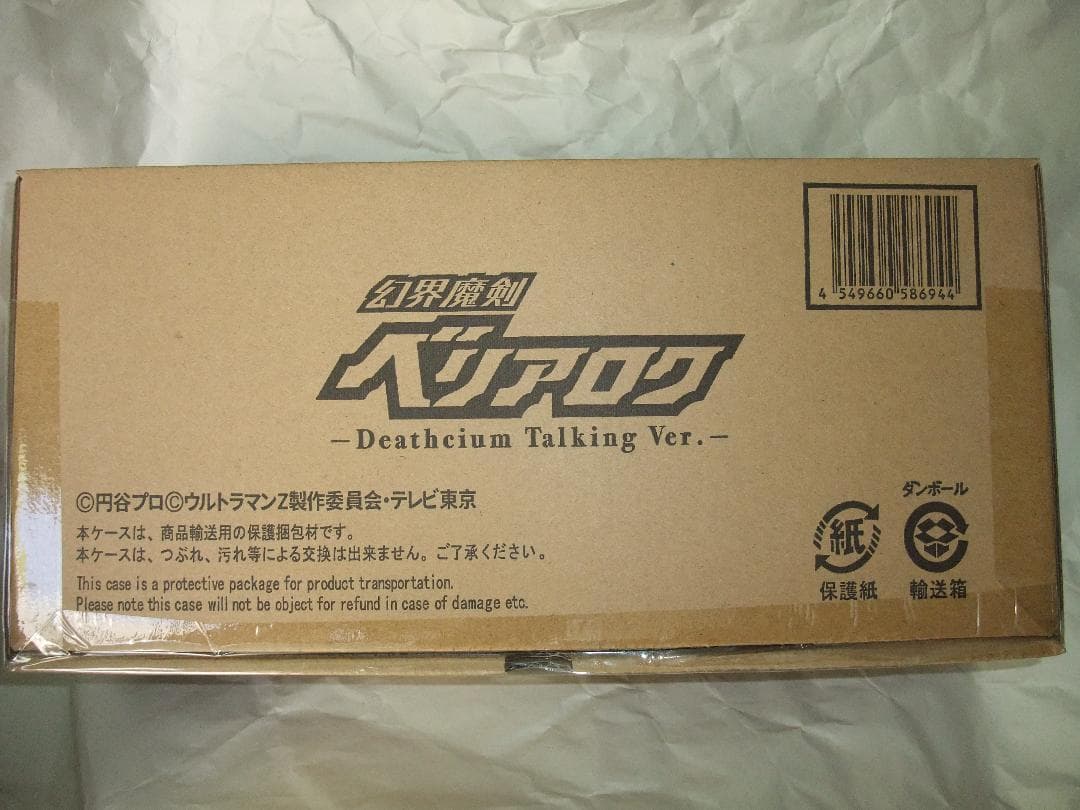 4 549660 586944
幻界魔剣
ベリアロク
－Deathcium Talking Ver.－
©円谷プロ©ウルトラマンZ製作委員会・テレビ東京
本ケースは、商品輸送用の保護梱包材です。
本ケースは、つぶれ、汚れ等による交換は出来ません。ご了承ください。
This case is a protective package for product transportation.
Please note this case will not be object for refund in case of damage etc.
ダンボール
紙
保護紙
輸送箱